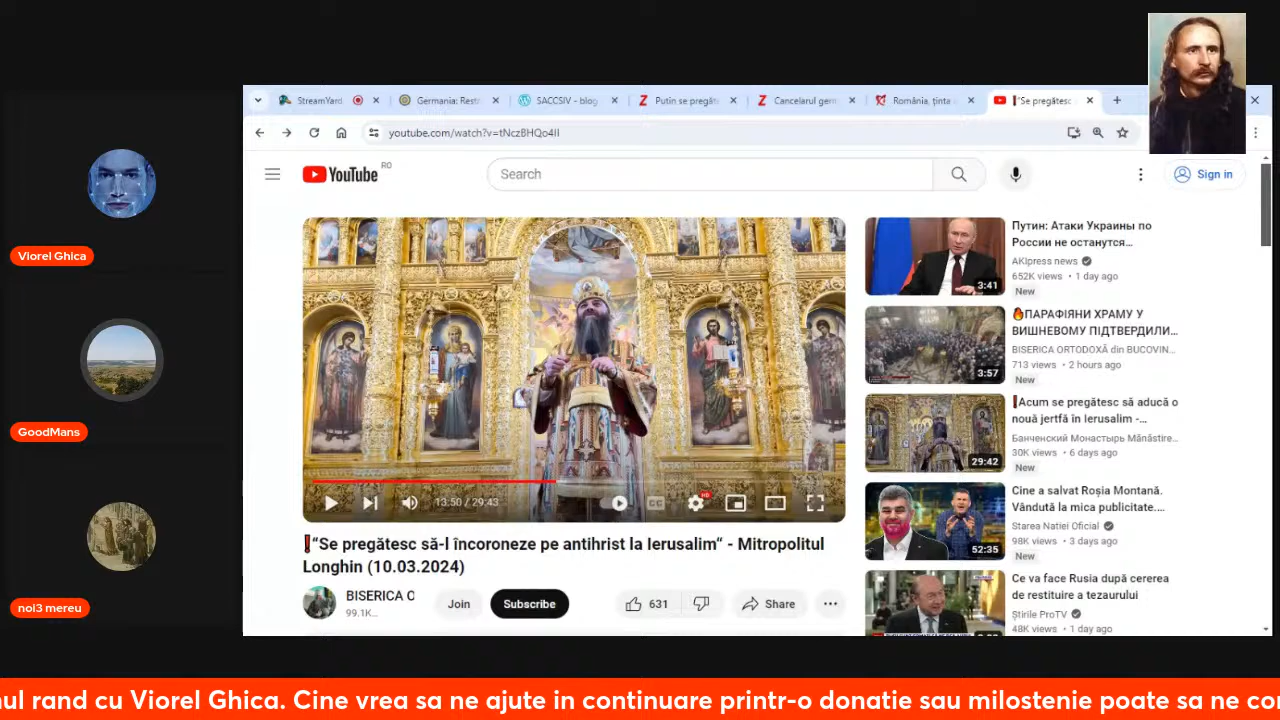 StreamYard
Germania: Restr
SACCSIV - blog
Putin se pregăt
Cancelarul germ
România, ținta
❗"Se pregătesc
youtube.com/watch?v=tNczBHQo4II
YouTube RO
Search
Sign in
Viorel Ghica
GoodMans
noi3 mereu
13:50 / 29:43
CC
HD
❗“Se pregătesc să-l încoroneze pe antihrist la Ierusalim“ - Mitropolitul
Longhin (10.03.2024)
BISERICA O
99.1K...
Join
Subscribe
631
Share
3:41
Путин: Атаки Украины по
России не останутся...
AKIpress news
652K views • 1 day ago
New
3:57
🔥ПАРАФІЯНИ ХРАМУ У
ВИШНЕВОМУ ПІДТВЕРДИЛИ...
BISERICA ORTODOXĂ din BUCOVIN...
713 views • 2 hours ago
New
29:42
❗Acum se pregătesc să aducă o
nouă jertfă în Ierusalim -...
Банченский Монастырь Mănăstire...
30K views • 6 days ago
New
52:35
Cine a salvat Roșia Montană.
Vândută la mica publicitate....
Starea Natiei Oficial
98K views • 3 days ago
New
Ce va face Rusia după cererea
de restituire a tezaurului
Știrile ProTV
48K views • 1 day ago
nul rand cu Viorel Ghica. Cine vrea sa ne ajute in continuare printr-o donatie sau milostenie poate sa ne co